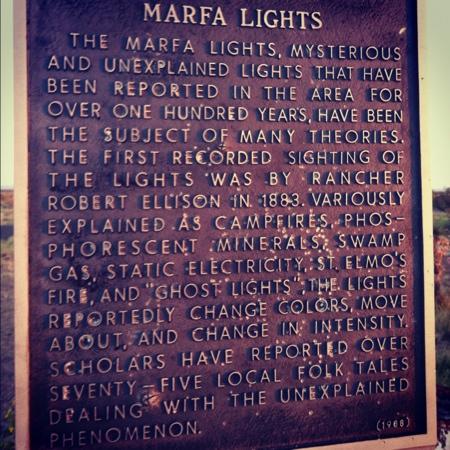 MARFA LIGHTS
THE MARFA LIGHTS, MYSTERIOUS
AND UNEXPLAINED LIGHTS THAT HAVE
BEEN REPORTED IN THE AREA FOR
OVER ONE HUNDRED YEARS, HAVE BEEN
THE SUBJECT OF MANY THEORIES.
THE FIRST RECORDED SIGHTING OF
THE LIGHTS WAS BY RANCHER
ROBERT ELLISON IN 1883. VARIOUSLY
EXPLAINED AS CAMPFIRES, PHOS-
PHORESCENT MINERALS, SWAMP
GAS, STATIC ELECTRICITY, ST. ELMO'S
FIRE, AND "GHOST LIGHTS", THE LIGHTS
REPORTEDLY CHANGE COLORS, MOVE
ABOUT, AND CHANGE IN INTENSITY.
SCHOLARS HAVE REPORTED OVER
SEVENTY-FIVE LOCAL FOLK TALES
DEALING WITH THE UNEXPLAINED
PHENOMENON.
(1988)